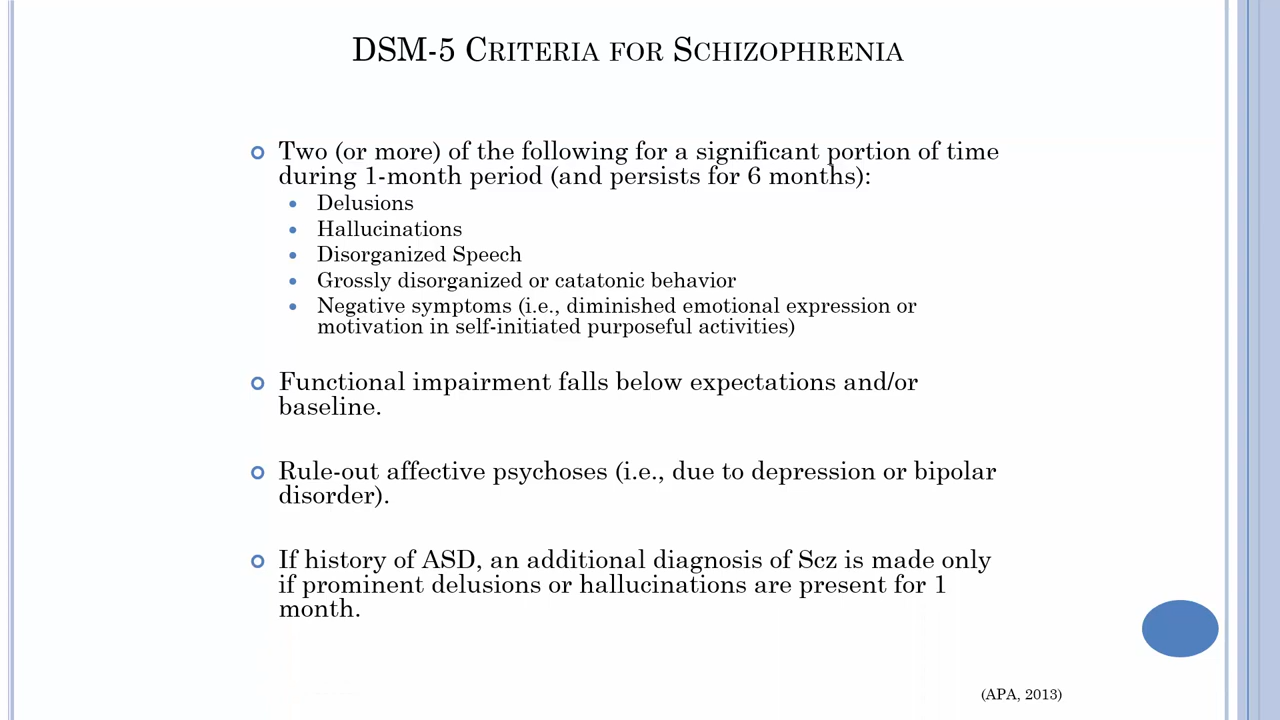 DSM-5 Criteria for Schizophrenia
Two (or more) of the following for a significant portion of time
during 1-month period (and persists for 6 months):
Delusions
Hallucinations
Disorganized Speech
Grossly disorganized or catatonic behavior
Negative symptoms (i.e., diminished emotional expression or
motivation in self-initiated purposeful activities)
Functional impairment falls below expectations and/or
baseline.
Rule-out affective psychoses (i.e., due to depression or bipolar
disorder).
If history of ASD, an additional diagnosis of Scz is made only
if prominent delusions or hallucinations are present for 1
month.
(APA, 2013)